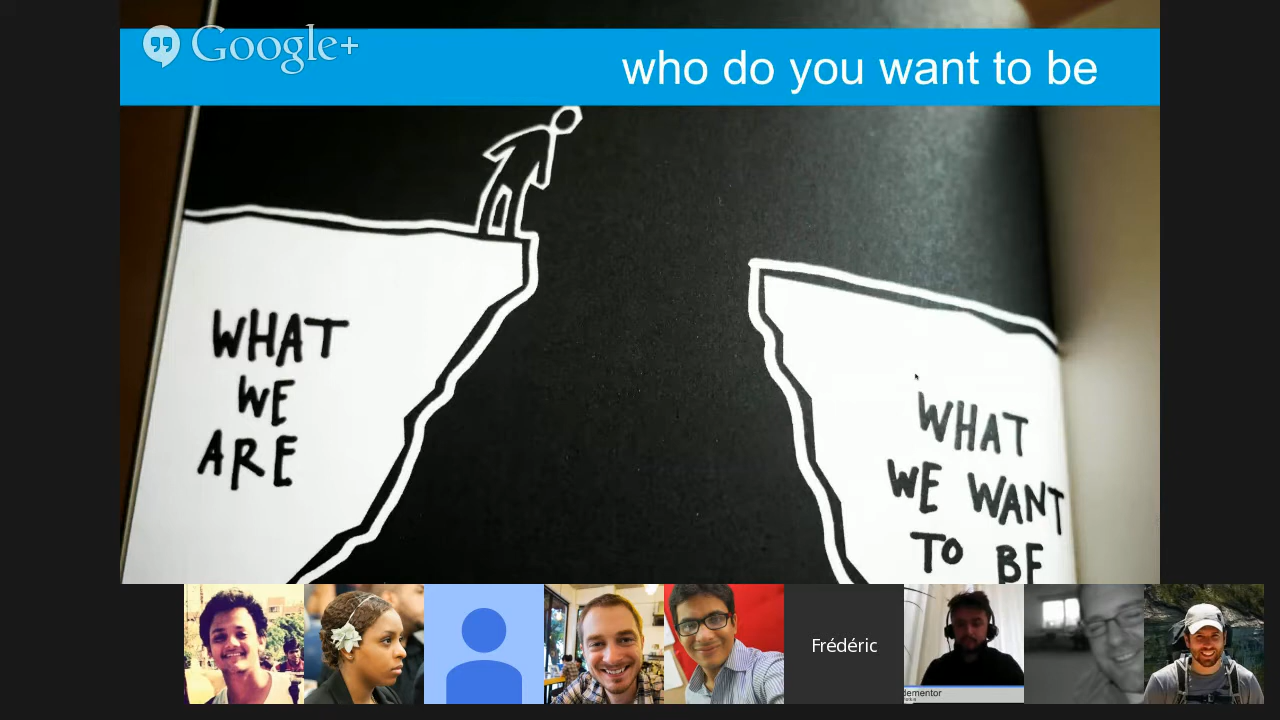 Google+
who do you want to be
WHAT
WE
ARE
WHAT
WE WANT
TO BE
Frédéric
dementor